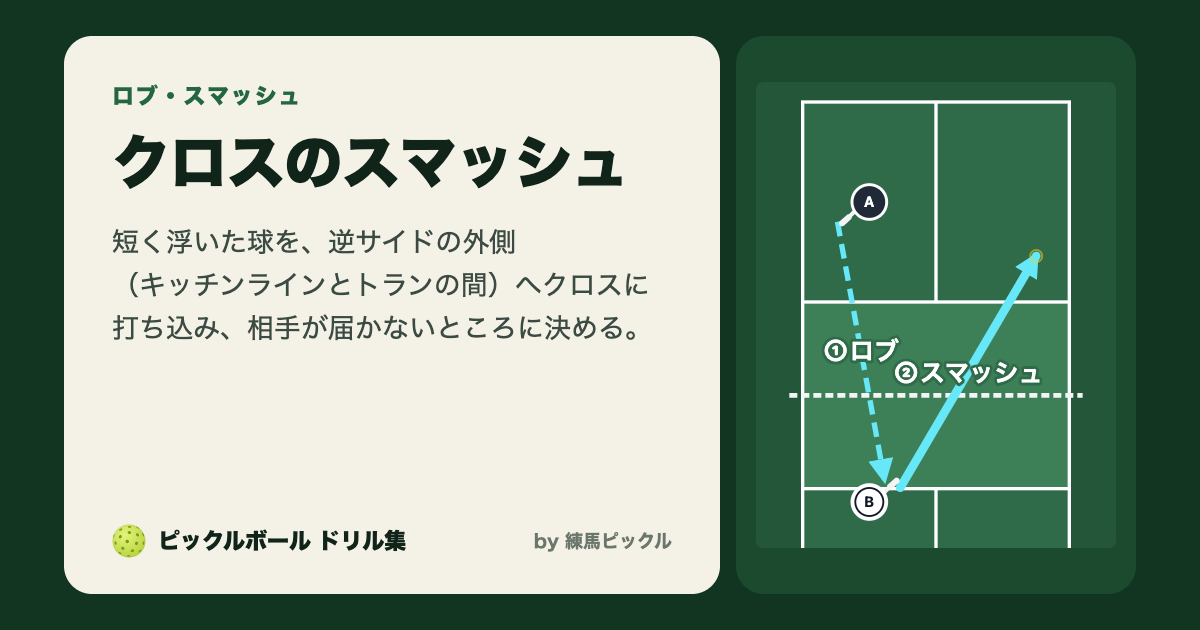 ロブ・スマッシュ
クロスのスマッシュ
短く浮いた球を、逆サイドの外側
（キッチンラインとトランの間）へクロスに
打ち込み、相手が届かないところに決める。
ピックルボール ドリル集
by 練馬ピックル
A
①ロブ
②スマッシュ
B